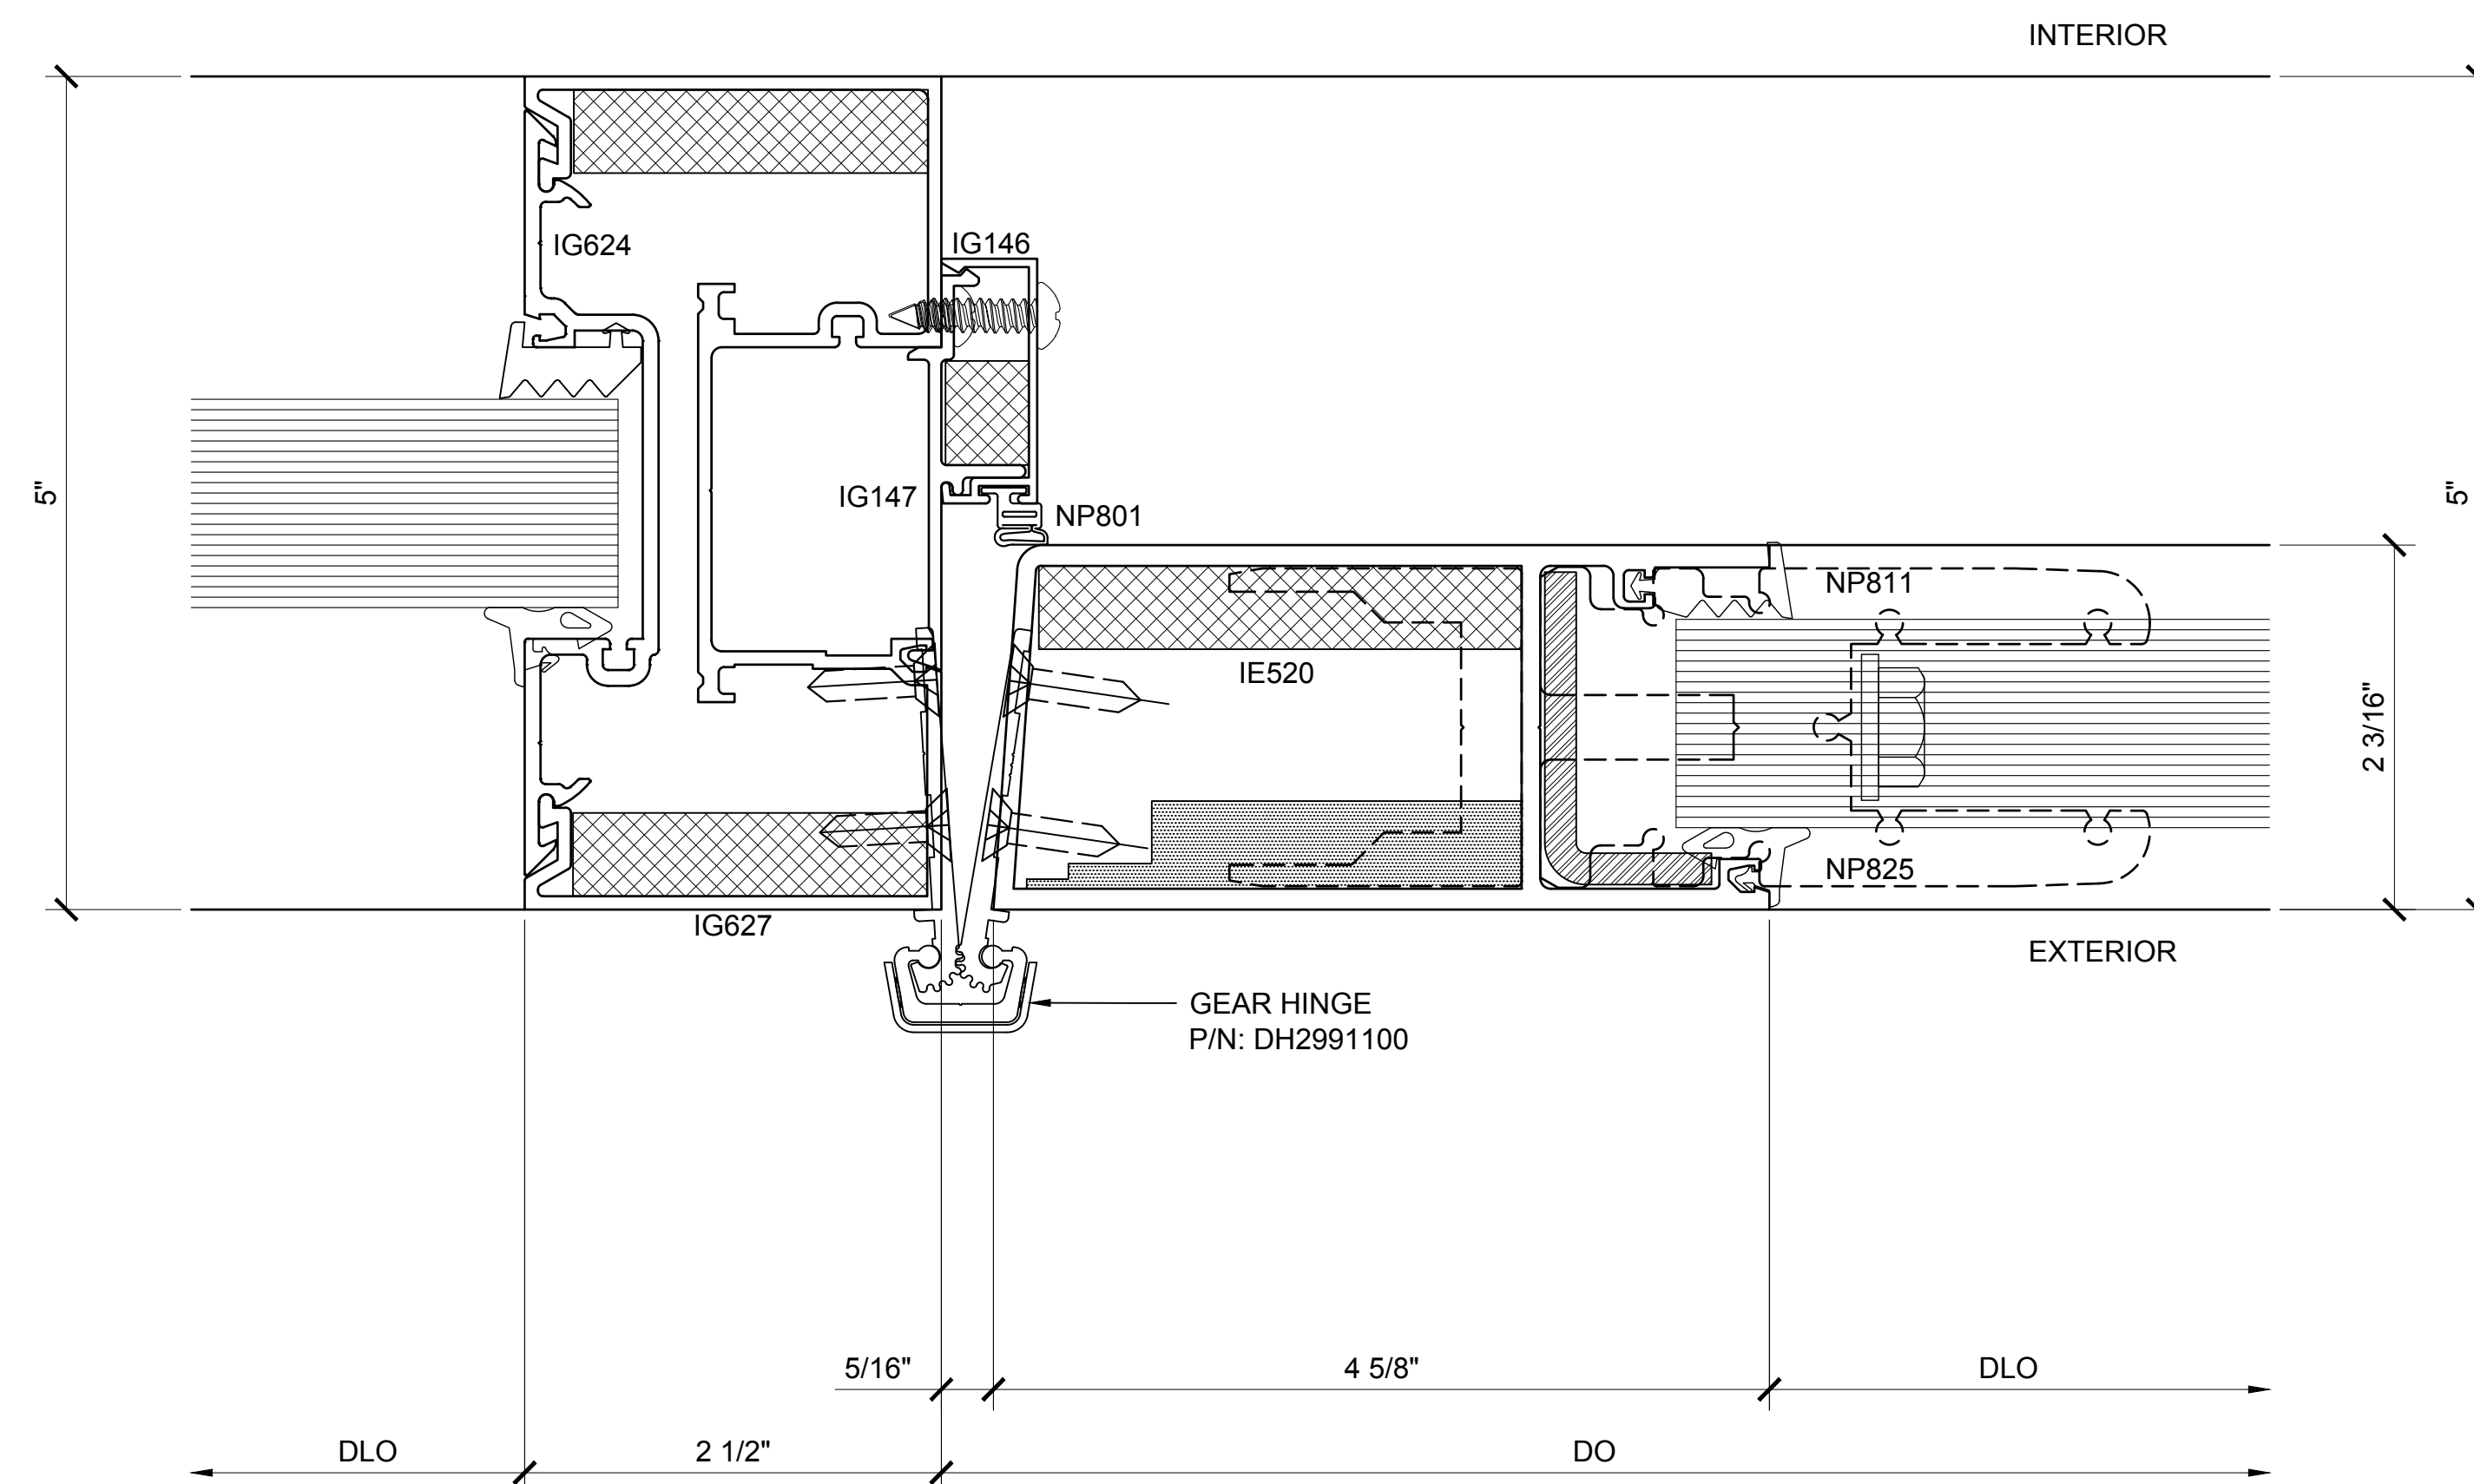 INTERIOR
IG624
IG146
5"
IG147
5"
NP801
NP811
IE520
2 3/16"
NP825
IG627
EXTERIOR
GEAR HINGE
P/N: DH2991100
5/16"
4 5/8"
DLO
DLO
2 1/2"
DO